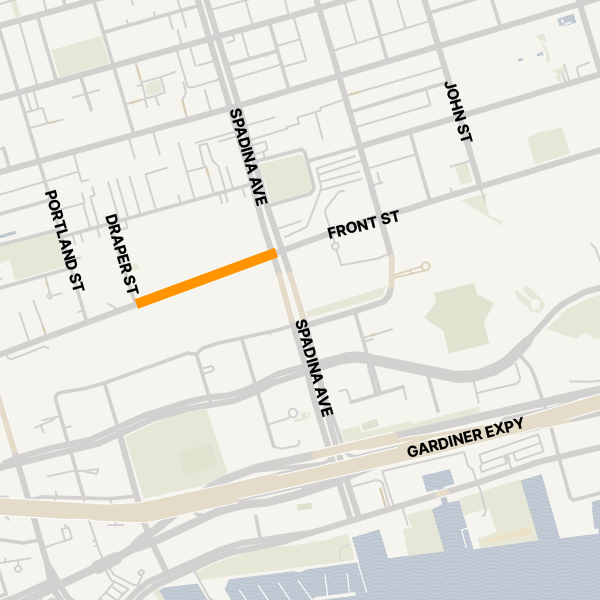 JOHN ST
SPADINA AVE
PORTLAND ST
DRAPER ST
FRONT ST
SPADINA AVE
GARDINER EXPY